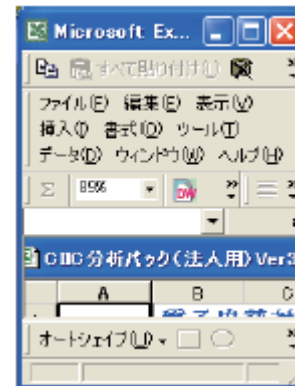 Microsoft Ex...
すべて貼り付け(L)
ファイル(F) 編集(E) 表示(V)
挿入(I) 書式(O) ツール(T)
データ(D) ウィンドウ(W) ヘルプ(H)
Σ 85%
CIIC分析パック(法人用) Ver3
A B C
オートシェイプ(U)